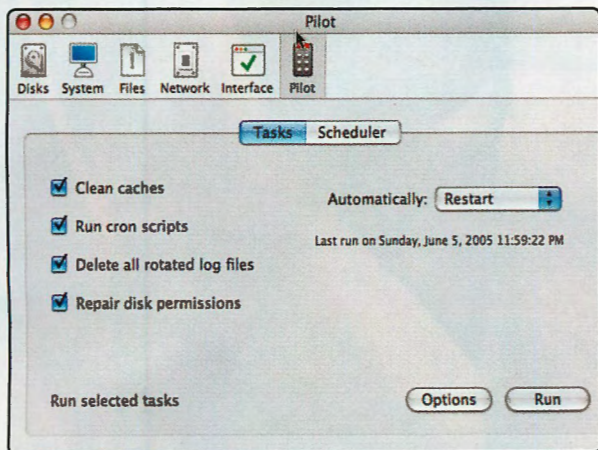 Pilot
Disks System Files Network Interface Pilot
Tasks Scheduler
Clean caches
Automatically: Restart
Run cron scripts
Last run on Sunday, June 5, 2005 11:59:22 PM
Delete all rotated log files
Repair disk permissions
Run selected tasks
Options Run